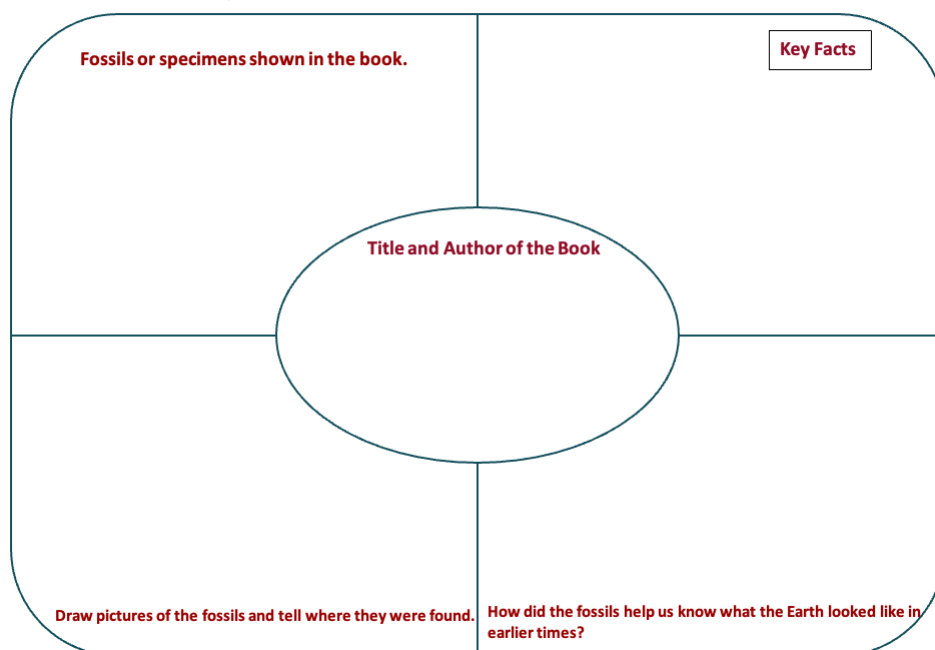 Fossils or specimens shown in the book.
Key Facts
Title and Author of the Book
Draw pictures of the fossils and tell where they were found.
How did the fossils help us know what the Earth looked like in
earlier times?